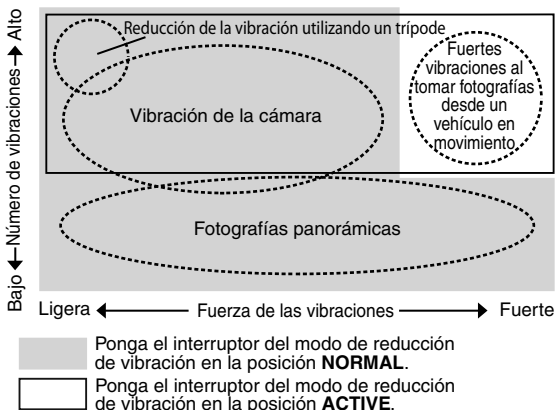 Bajo ←Número de vibraciones→ Alto
Reducción de la vibración utilizando un trípode
Vibración de la cámara
Fuertes
vibraciones al
tomar fotografías
desde un
vehículo en
movimiento
Fotografías panorámicas
Ligera ← Fuerza de las vibraciones → Fuerte
Ponga el interruptor del modo de reducción
de vibración en la posición NORMAL.
Ponga el interruptor del modo de reducción
de vibración en la posición ACTIVE.